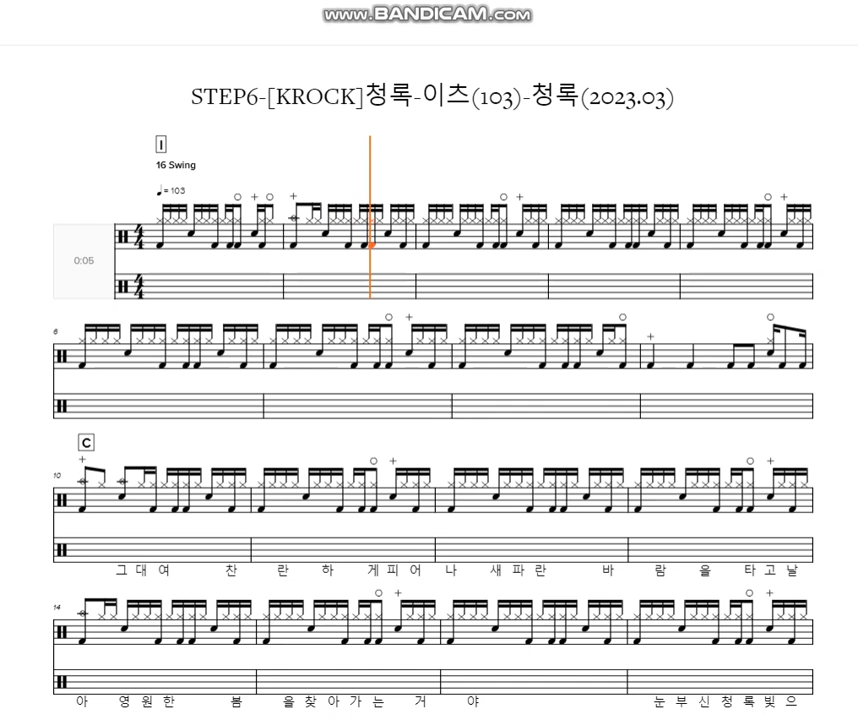 www.BANDICAM.com
STEP6-[KROCK]청록-이츠(103)-청록(2023.03)
I
16 Swing
♩= 103
0:05
6
C
10
그 대 여 찬 란 하 게 피 어 나 새 파 란 바 람 을 타 고 날
14
아 영 원 한 봄 을 찾 아 가 는 거 야 눈 부 신 청 록 빛 으